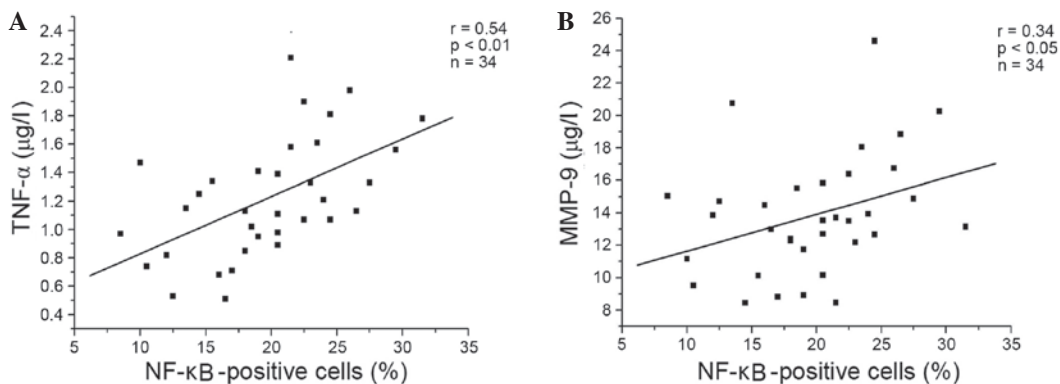 A
r = 0.54
p < 0.01
n = 34
TNF-α (μg/l)
2.4
2.2
2.0
1.8
1.6
1.4
1.2
1.0
0.8
0.6
0.4
5 10 15 20 25 30 35
NF-κB-positive cells (%)
B
r = 0.34
p < 0.05
n = 34
MMP-9 (μg/l)
26
24
22
20
18
16
14
12
10
8
5 10 15 20 25 30 35
NF-κB-positive cells (%)